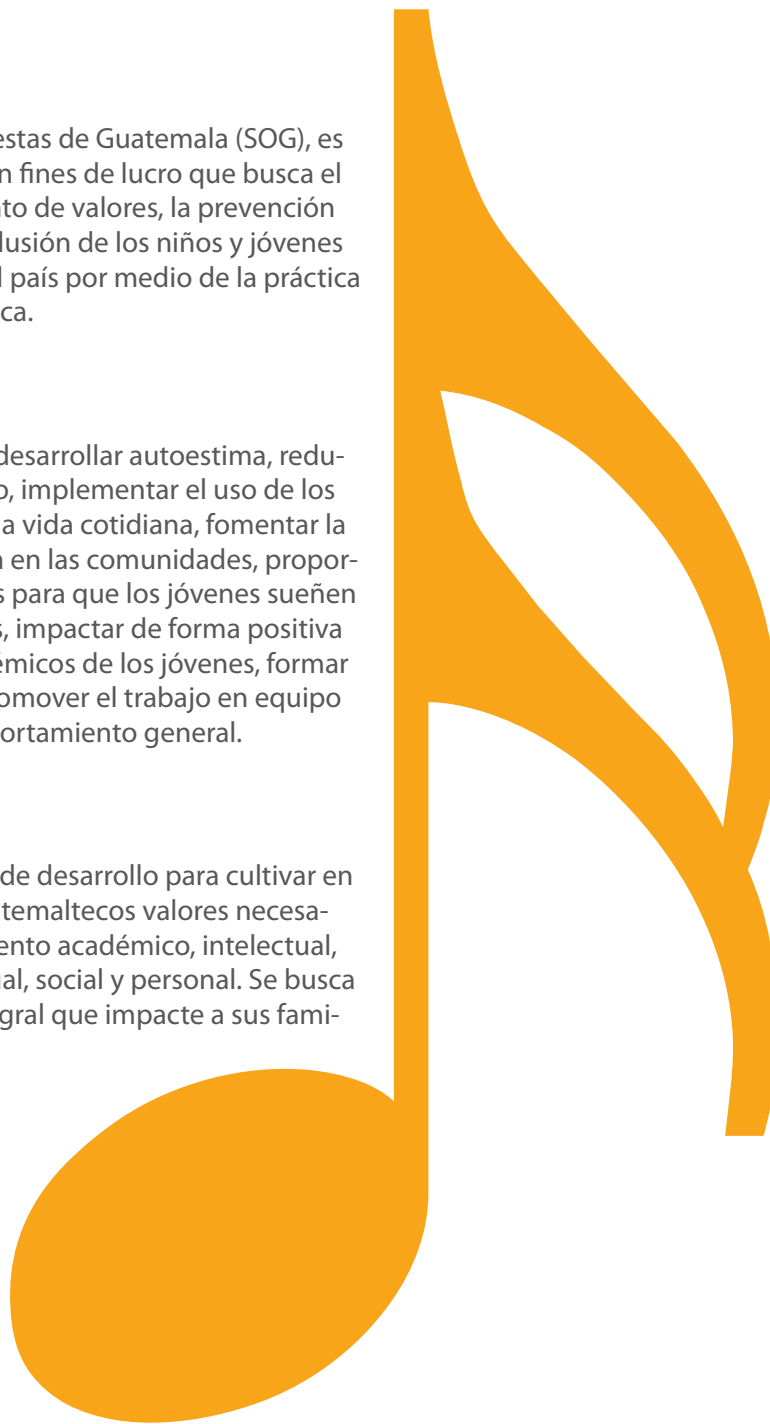 estas de Guatemala (SOG), es
n fines de lucro que busca el
to de valores, la prevención
lusión de los niños y jóvenes
l país por medio de la práctica
ca.
desarrollar autoestima, redu-
o, implementar el uso de los
a vida cotidiana, fomentar la
a en las comunidades, propor-
s para que los jóvenes sueñen
s, impactar de forma positiva
émicos de los jóvenes, formar
omover el trabajo en equipo
portamiento general.
de desarrollo para cultivar en
temaltecos valores necesa-
ento académico, intelectual,
ual, social y personal. Se busca
gral que impacte a sus fami-